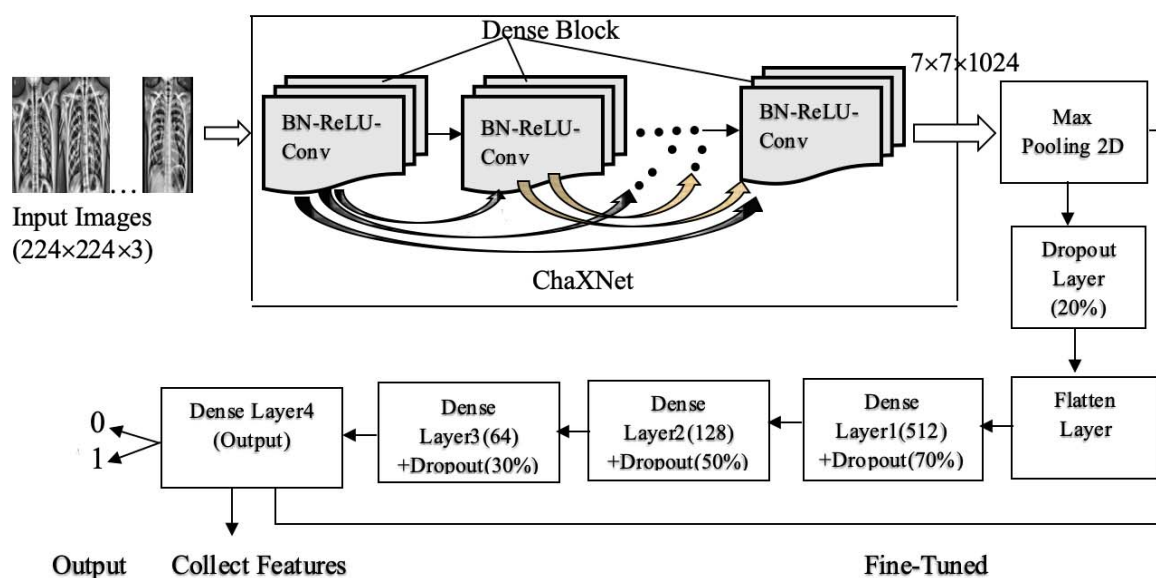 Dense Block
7×7×1024
BN-ReLU-
Conv
BN-ReLU-
Conv
BN-ReLU-
Conv
Max
Pooling 2D
...
Input Images
(224×224×3)
ChaXNet
Dropout
Layer
(20%)
Dense Layer4
(Output)
Dense
Layer3(64)
+Dropout(30%)
Dense
Layer2(128)
+Dropout(50%)
Dense
Layer1(512)
+Dropout(70%)
Flatten
Layer
0
1
Output
Collect Features
Fine-Tuned